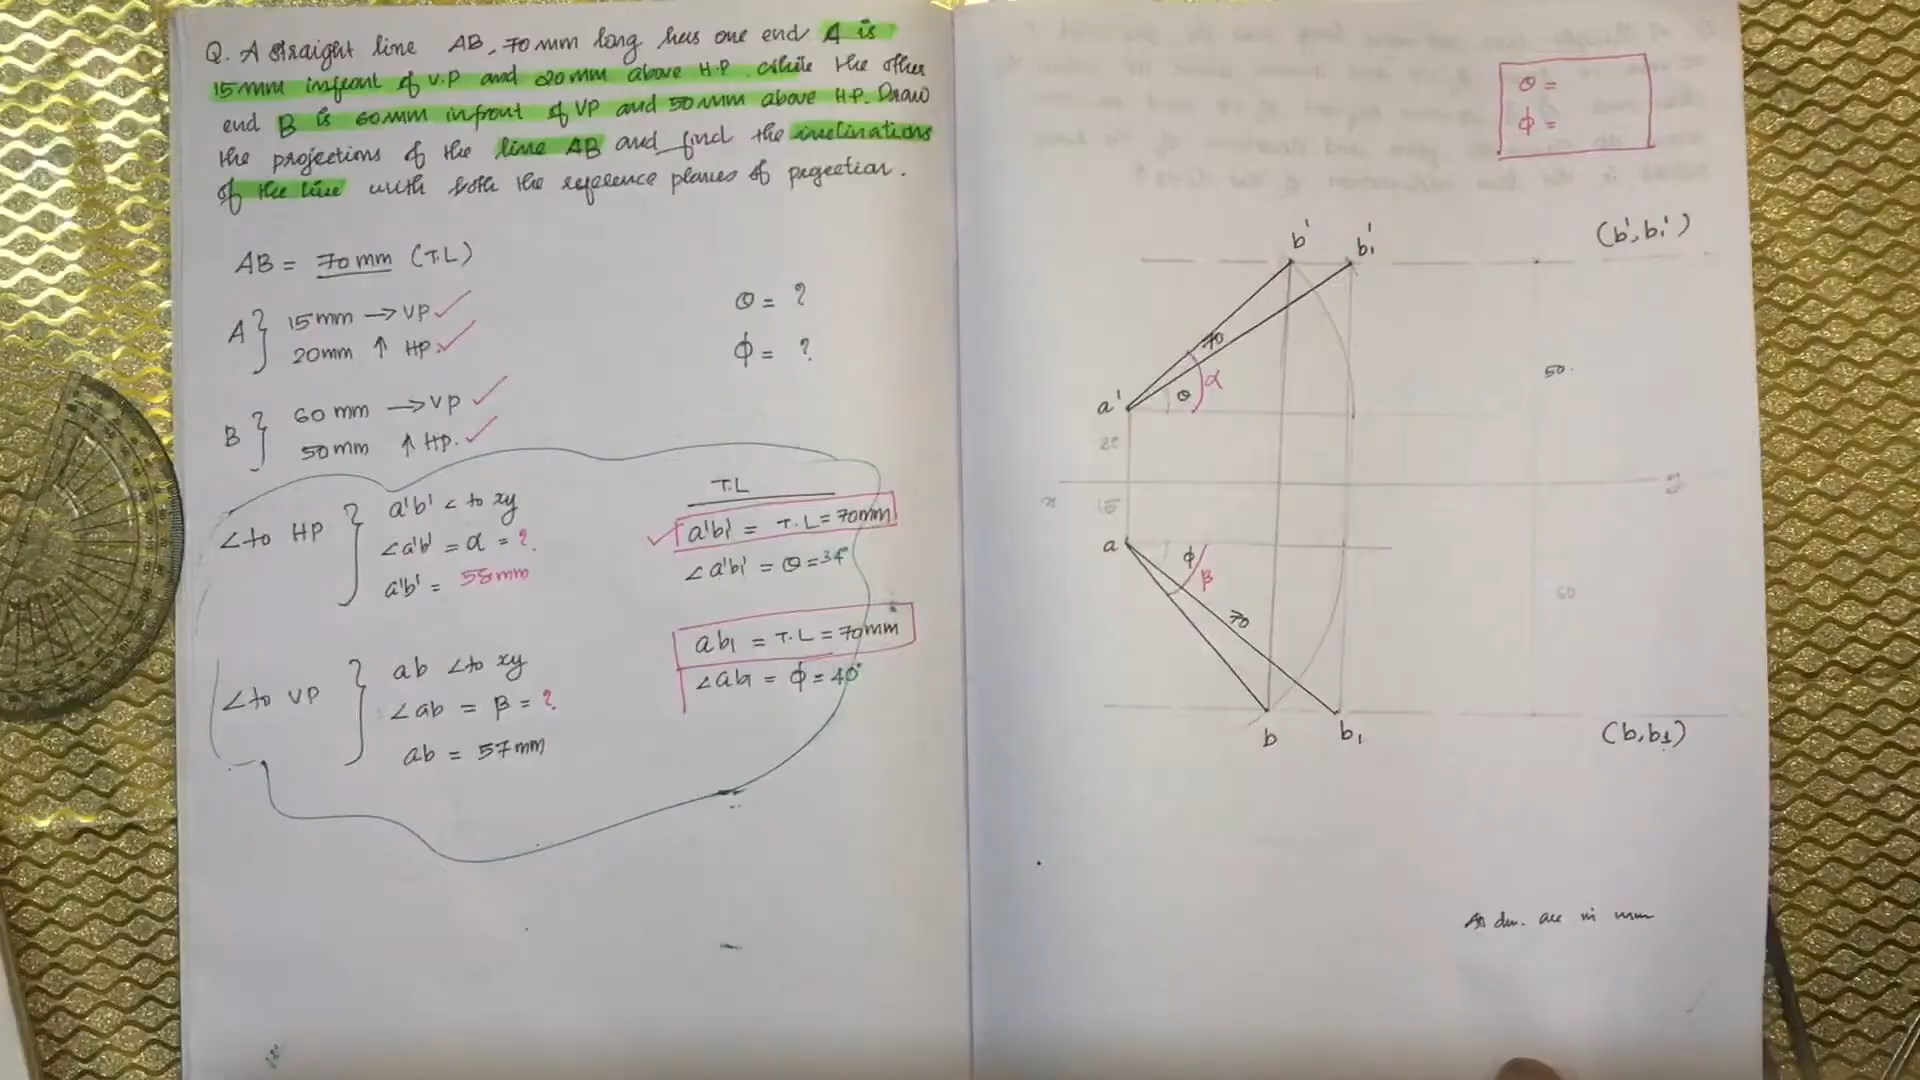 Q. A straight line AB, 70mm long has one end A is
15mm infront of V.P and 20mm above H.P. while the other
end B is 60mm infront of VP and 50mm above HP. Draw
the projections of the line AB and find the inclinations
of the line with both the reference planes of projection.
AB = 70mm (T.L)
A } 15mm → VP ✓
20mm ↑ HP. ✓
θ = ?
ϕ = ?
B } 60mm → VP ✓
50mm ↑ HP. ✓
∠ to HP } a'b' ∠ to xy
∠a'b' = α = ?
a'b' = 58mm
T.L
✓ a'b1' = T.L = 70mm
∠a'b1' = θ = 34°
∠ to VP } ab ∠ to xy
∠ab = β = ?
ab = 57mm
ab1 = T.L = 70mm
∠ab1 = ϕ = 40°
θ =
ϕ =
b' b1' (b', b1')
70
a' θ α
50.
20
x y
15
a ϕ β
60
70
b b1 (b, b1)
All dm. are in mm